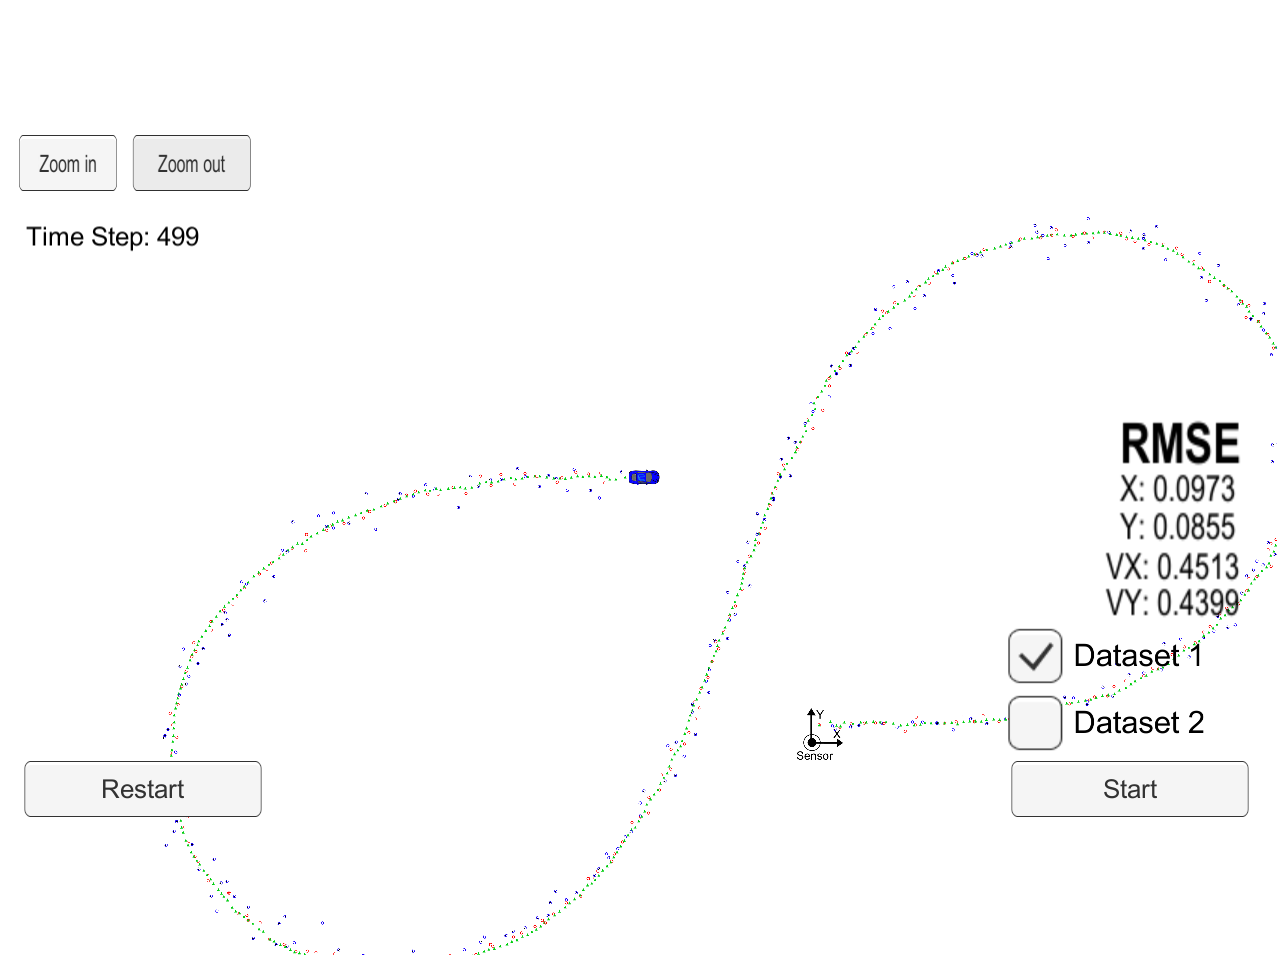 Zoom in
Zoom out
Time Step: 499
RMSE
X: 0.0973
Y: 0.0855
VX: 0.4513
VY: 0.4399
Dataset 1
Dataset 2
Y
X
Sensor
Restart
Start